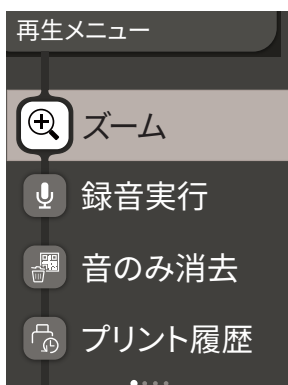 再生メニュー
ズーム
録音実行
音のみ消去
プリント履歴